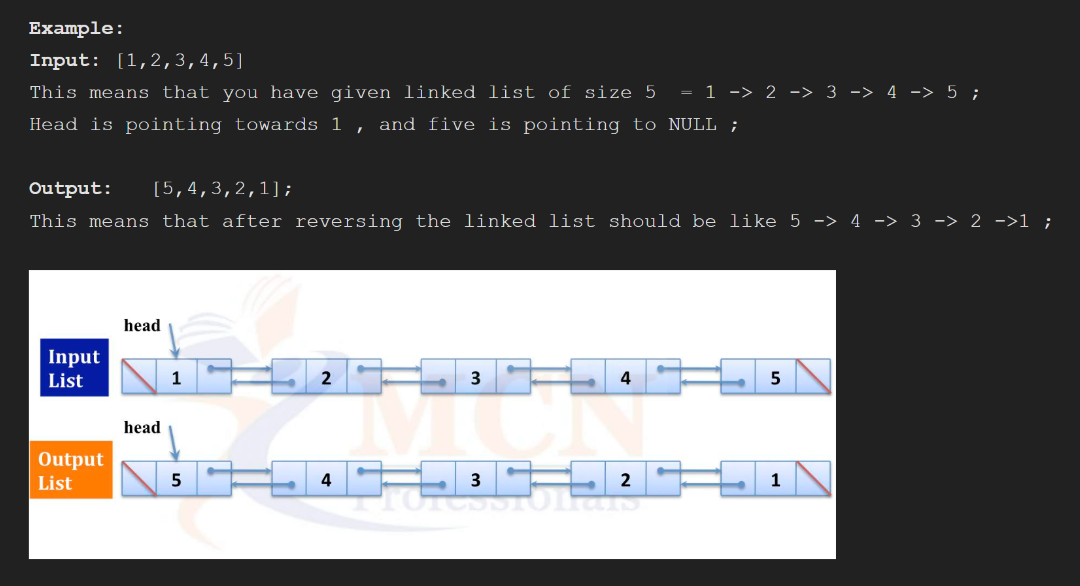 Example:
Input: [1,2,3,4,5]
This means that you have given linked list of size 5 = 1 -> 2 -> 3 -> 4 -> 5 ;
Head is pointing towards 1 , and five is pointing to NULL ;
Output: [5,4,3,2,1];
This means that after reversing the linked list should be like 5 -> 4 -> 3 -> 2 ->1 ;
head
Input
List
1 2 3 4 5
head
Output
List
5 4 3 2 1
MCN
Professionals